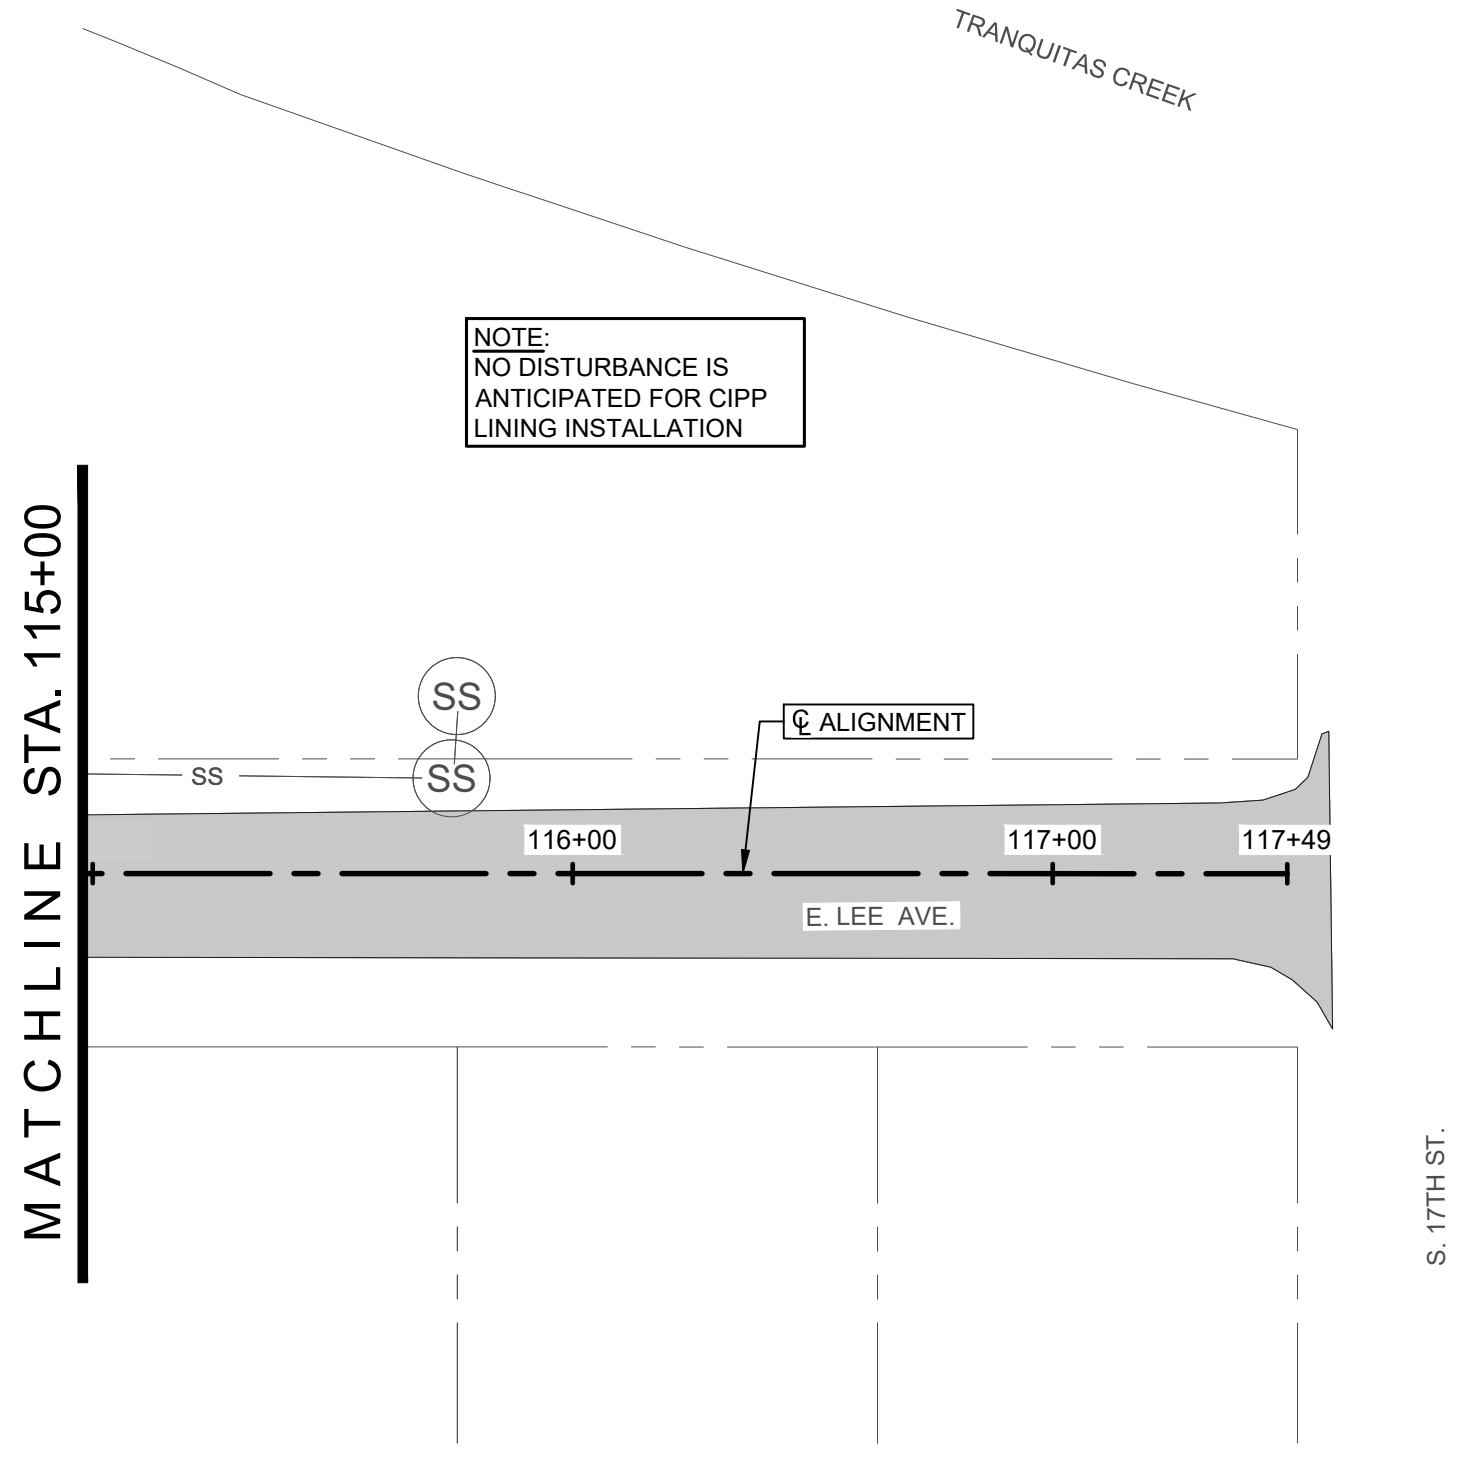 TRANQUITAS CREEK
NOTE:
NO DISTURBANCE IS
ANTICIPATED FOR CIPP
LINING INSTALLATION
MATCHLINE STA. 115+00
SS
℄ ALIGNMENT
SS
SS
116+00
117+00
117+49
E. LEE AVE.
S. 17TH ST.